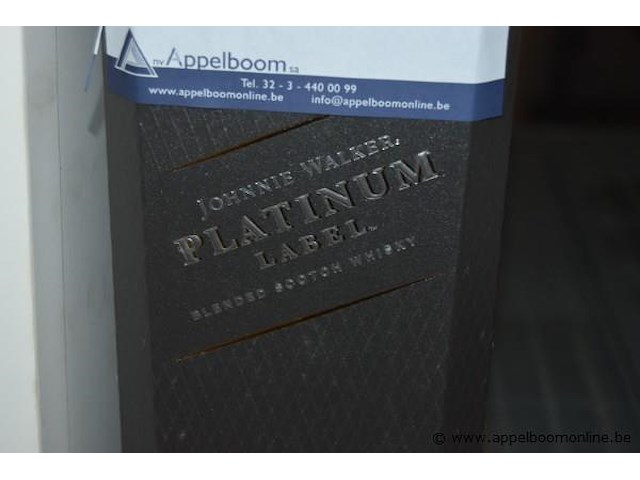 nv Appelboom sa
Tel. 32 - 3 - 440 00 99
www.appelboomonline.be info@appelboomonline.be
JOHNNIE WALKER.
PLATINUM
LABEL™
BLENDED SCOTCH WHISKY
© www.appelboomonline.be